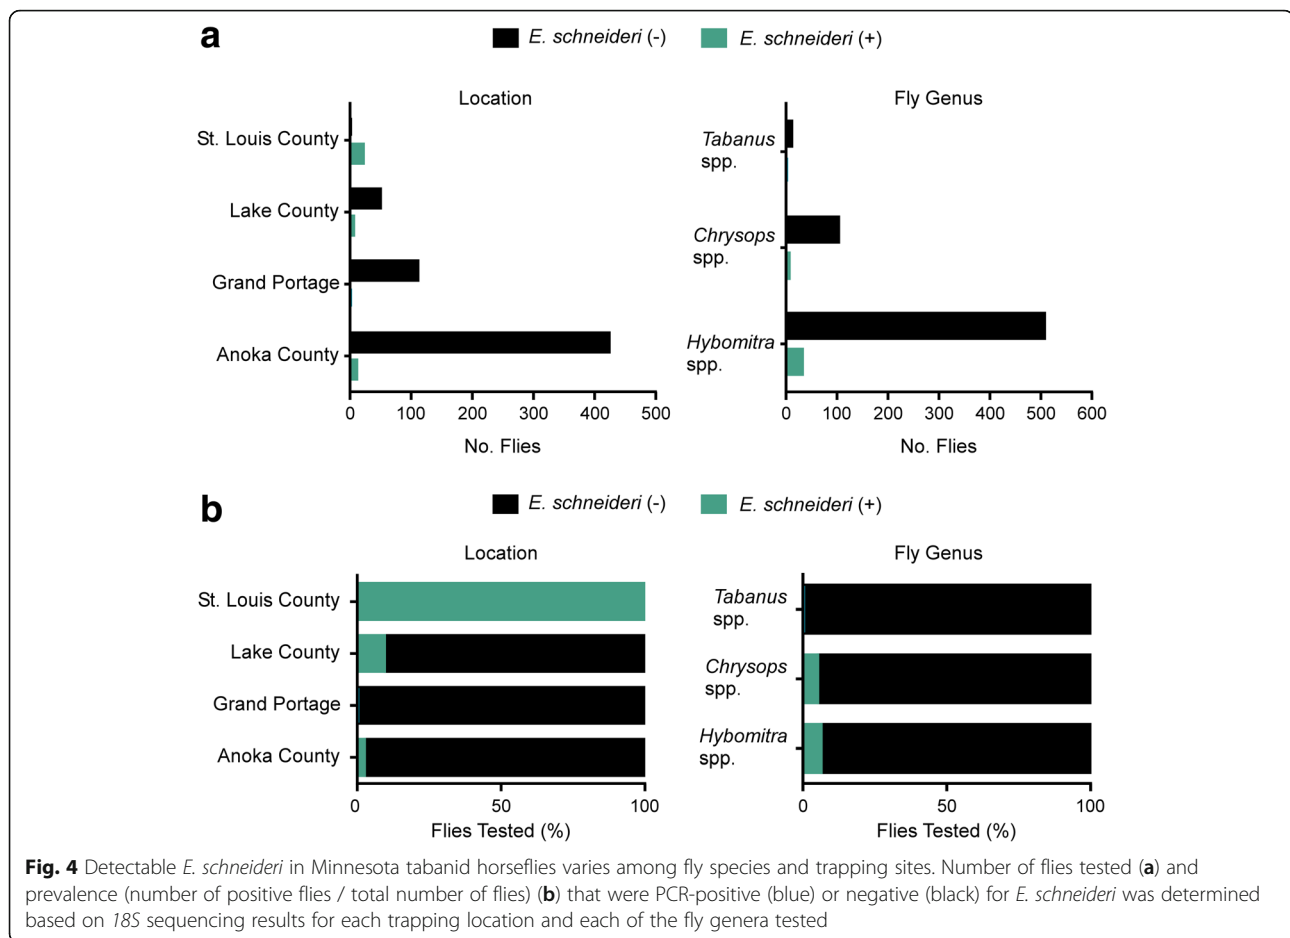 a
E. schneideri (-) E. schneideri (+)
Location
St. Louis County
Lake County
Grand Portage
Anoka County
0 100 200 300 400 500
No. Flies
Fly Genus
Tabanus
spp.
Chrysops
spp.
Hybomitra
spp.
0 100 200 300 400 500 600
No. Flies
b
E. schneideri (-) E. schneideri (+)
Location
St. Louis County
Lake County
Grand Portage
Anoka County
0 50 100
Flies Tested (%)
Fly Genus
Tabanus
spp.
Chrysops
spp.
Hybomitra
spp.
0 50 100
Flies Tested (%)
Fig. 4 Detectable E. schneideri in Minnesota tabanid horseflies varies among fly species and trapping sites. Number of flies tested (a) and
prevalence (number of positive flies / total number of flies) (b) that were PCR-positive (blue) or negative (black) for E. schneideri was determined
based on 18S sequencing results for each trapping location and each of the fly genera tested